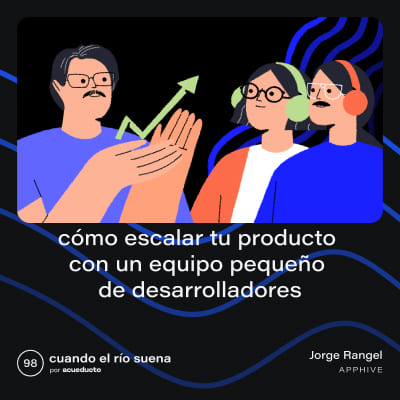 cómo escalar tu producto
con un equipo pequeño
de desarrolladores
98
cuando el río suena
por acueducto
Jorge Rangel
APPHIVE